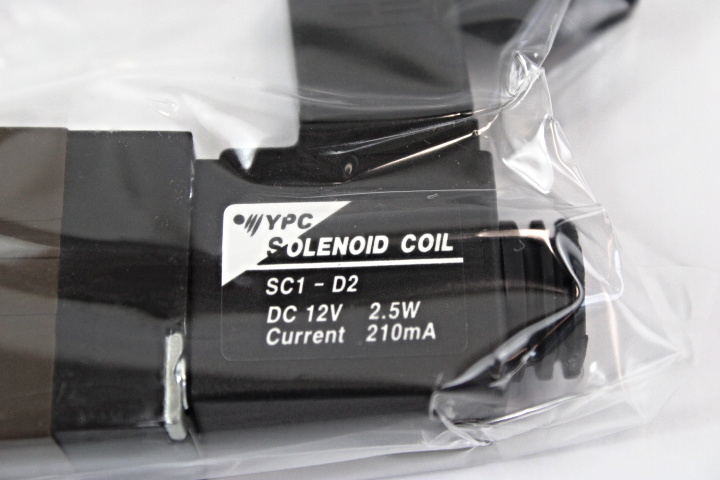 YPC
SOLENOID COIL
SC1 - D2
DC 12V 2.5W
Current 210mA